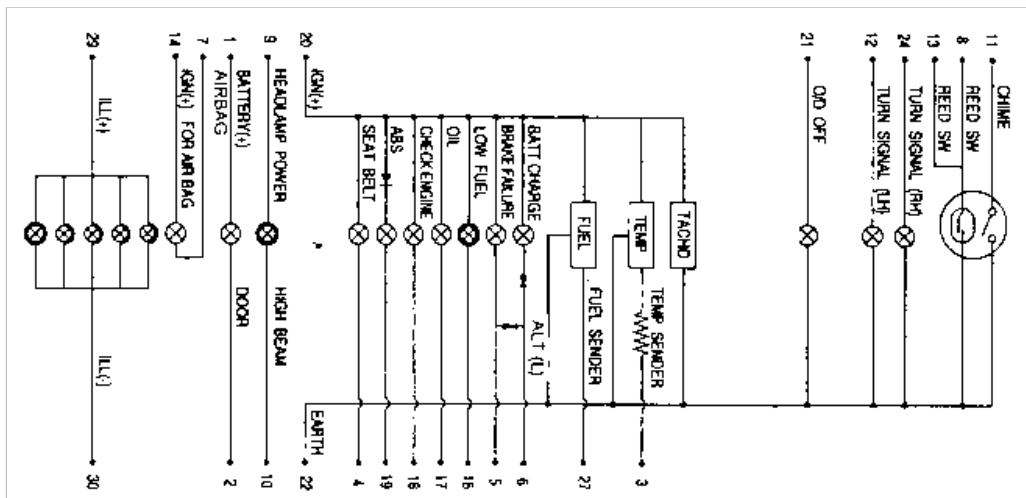 29
14
7
1
9
20
21
12
24
13
8
11
ILL(+)
IGN(+) FOR AIR BAG
AIRBAG
BATTERY(+)
HEADLAMP POWER
IGN(+)
SEAT BELT
ABS
CHECK ENGINE
OIL
LOW FUEL
BRAKE FAILURE
BATT CHARGE
O/D OFF
TURN SIGNAL (LH)
TURN SIGNAL (RH)
REED SW
REED SW
CHIME
FUEL
TEMP
TACHO
DOOR
HIGH BEAM
ALT (L)
FUEL SENDER
TEMP SENDER
ILL(-)
EARTH
30
2
10
22
4
19
17
5
6
27
3